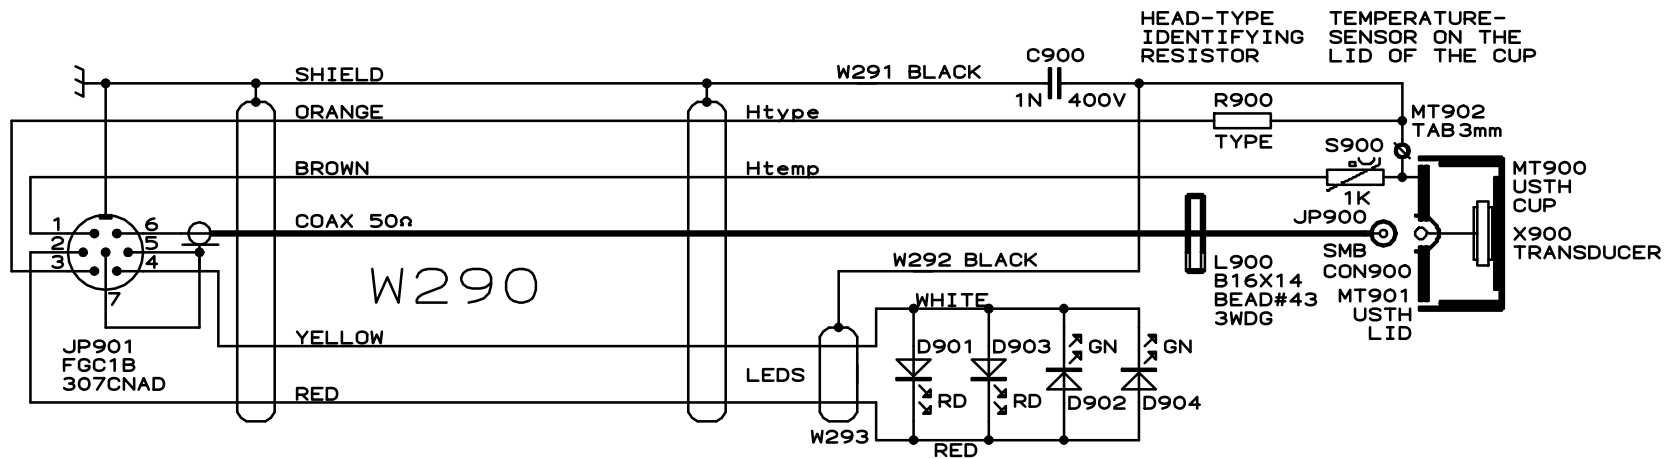 HEAD-TYPE
IDENTIFYING
RESISTOR
TEMPERATURE-
SENSOR ON THE
LID OF THE CUP
C900
SHIELD
W291 BLACK
1N 400V
ORANGE
Htype
R900
TYPE
MT902
TAB 3mm
S900
BROWN
Htemp
1K
MT900
USTH
CUP
COAX 50Ω
JP900
SMB
X900
TRANSDUCER
1
2
3
6
5
4
7
W290
W292 BLACK
L900
B16X14
BEAD#43
3WDG
CON900
MT901
USTH
LID
WHITE
YELLOW
JP901
FGC1B
307CNAD
D901
D903
GN
GN
LEDS
RED
RD
RD
D902
D904
W293
RED